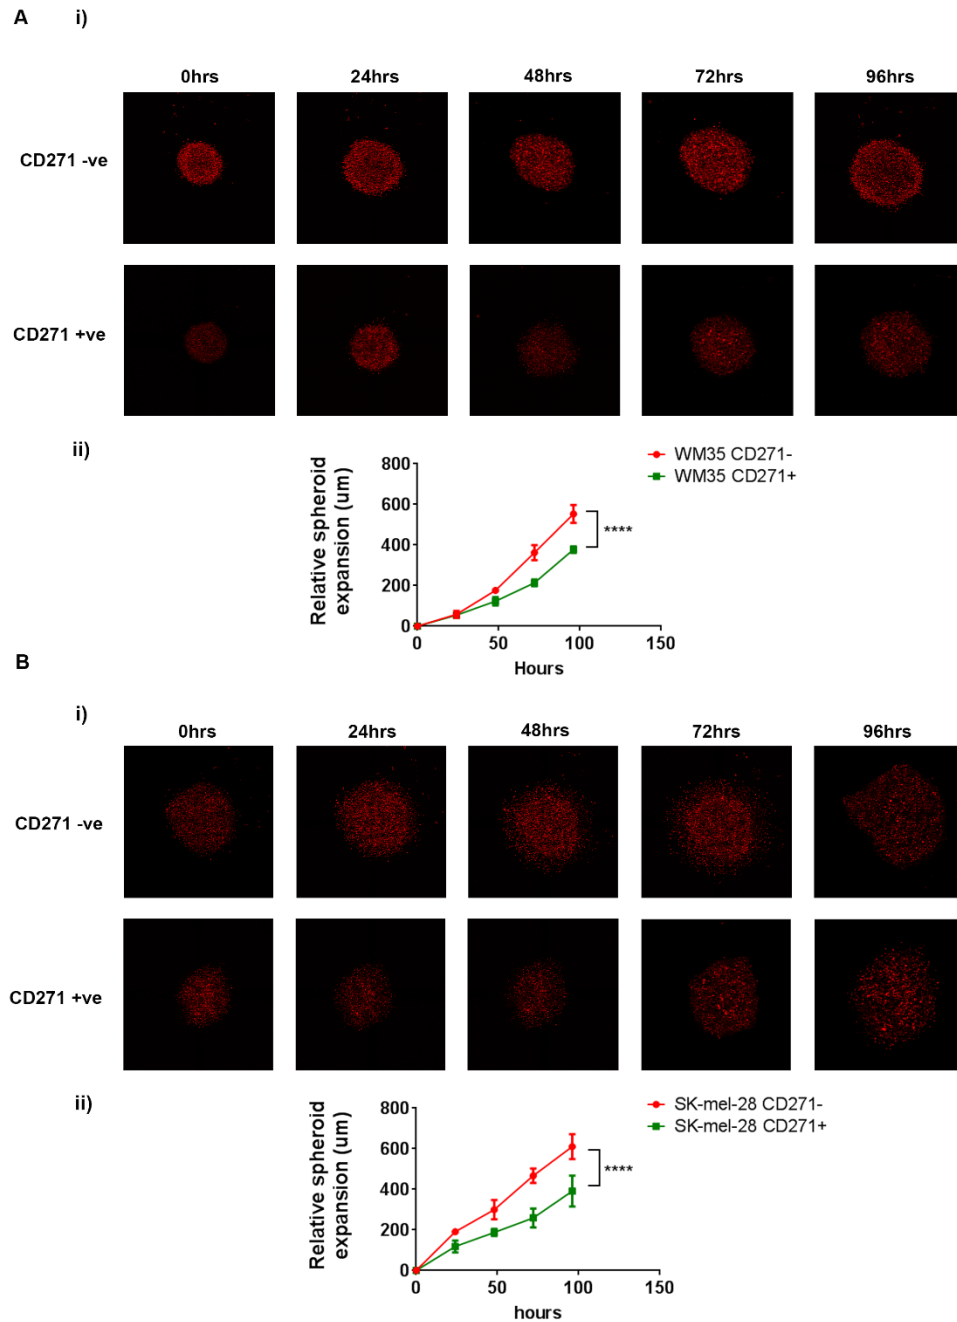 A i)
0hrs 24hrs 48hrs 72hrs 96hrs
CD271 -ve
CD271 +ve
ii)
WM35 CD271-
WM35 CD271+
Relative spheroid
expansion (um)
800
600
400
200
0
****
0 50 100 150
Hours
B
i)
0hrs 24hrs 48hrs 72hrs 96hrs
CD271 -ve
CD271 +ve
ii)
SK-mel-28 CD271-
SK-mel-28 CD271+
Relative spheroid
expansion (um)
800
600
400
200
0
****
0 50 100 150
hours